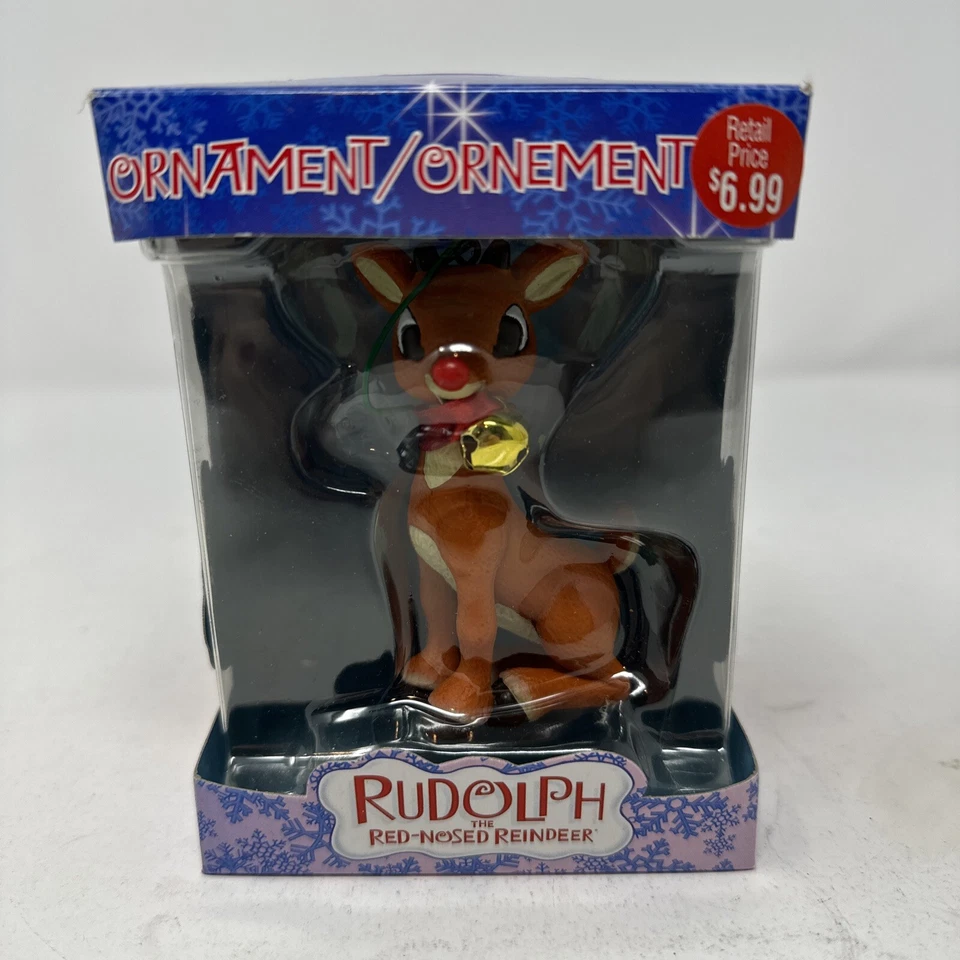 ORNAMENT/ORNEMENT
Retail
Price
$6.99
RUDOLPH
THE
RED-NOSED REINDEER